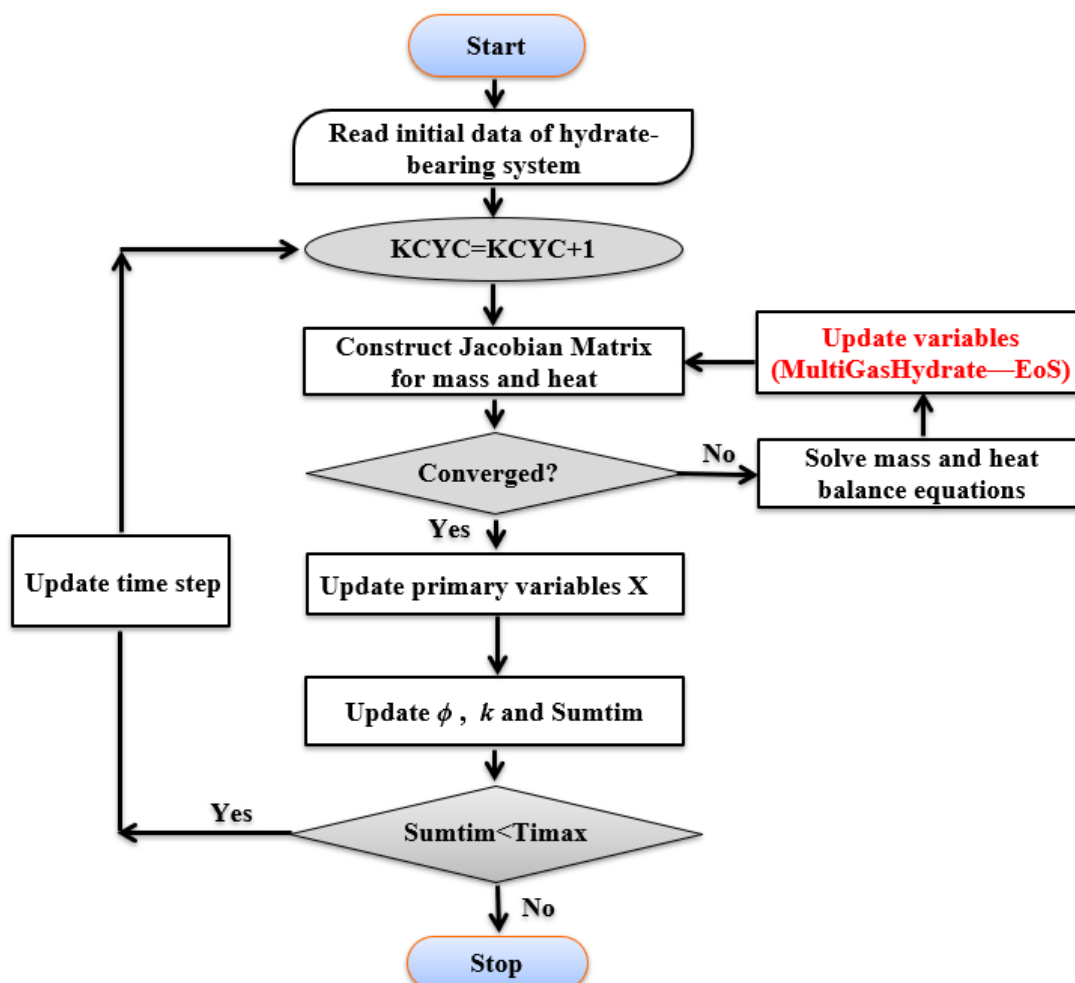 Start
Read initial data of hydrate-
bearing system
KCYC=KCYC+1
Construct Jacobian Matrix
for mass and heat
Update variables
(MultiGasHydrate—EoS)
Converged?
No
Solve mass and heat
balance equations
Yes
Update time step
Update primary variables X
Update ϕ , k and Sumtim
Yes
Sumtim<Timax
No
Stop